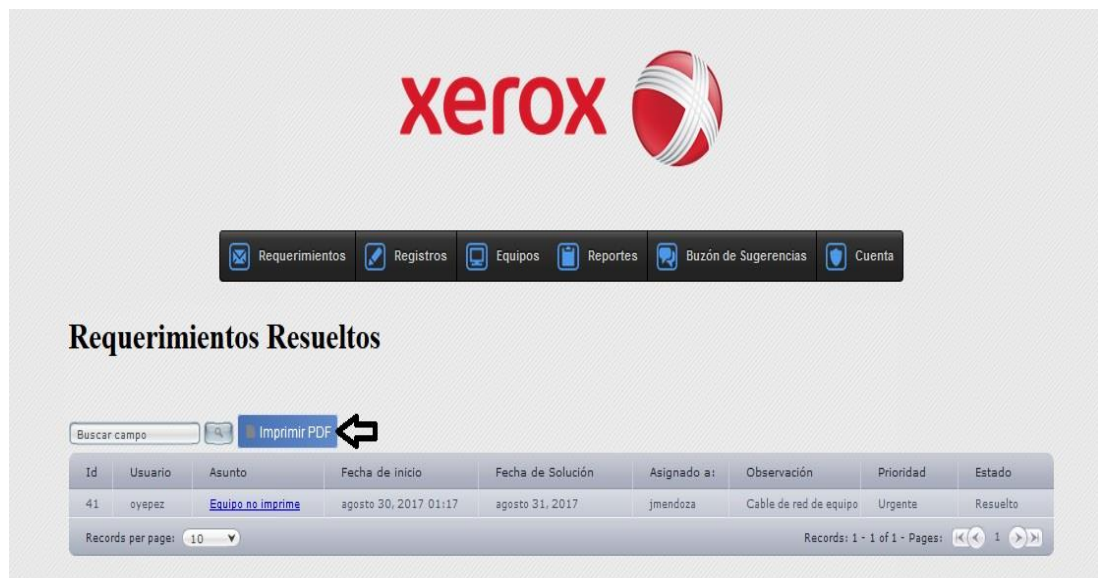 xerox
Requerimientos Registros Equipos Reportes Buzón de Sugerencias Cuenta
Requerimientos Resueltos
Buscar campo Imprimir PDF
Id Usuario Asunto Fecha de inicio Fecha de Solución Asignado a: Observación Prioridad Estado
41 oyepez Equipo no imprime agosto 30, 2017 01:17 agosto 31, 2017 jmendoza Cable de red de equipo Urgente Resuelto
Records per page: 10 Records: 1 - 1 of 1 - Pages: 1